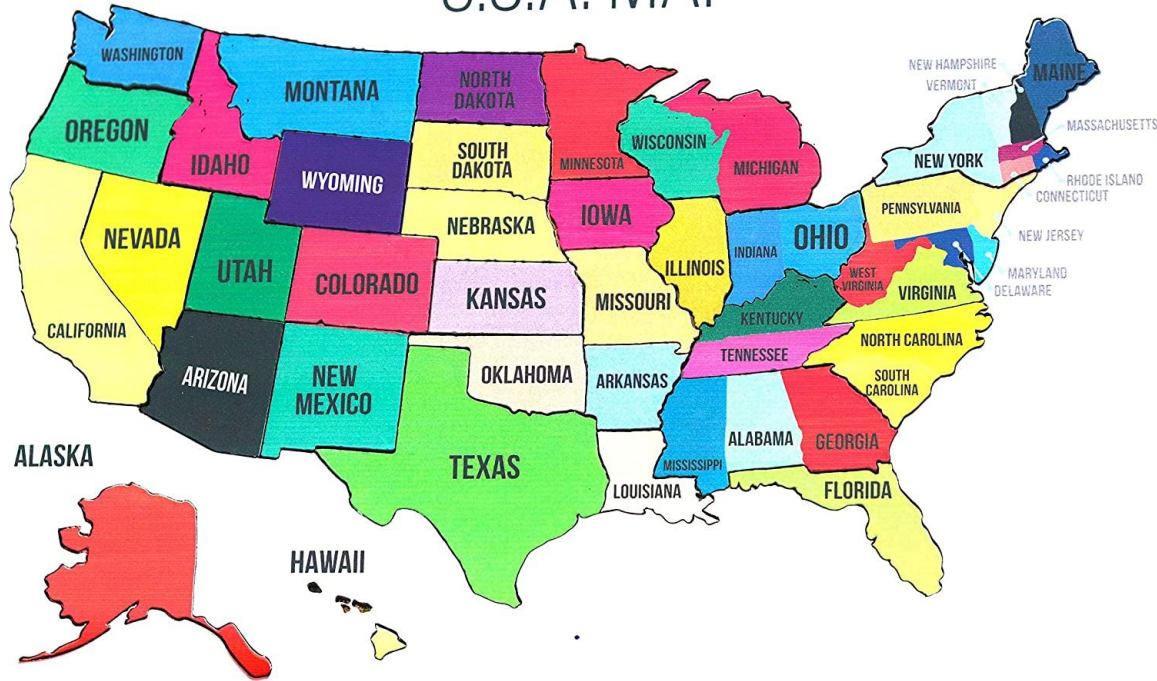 U.S.A. MAP
WASHINGTON
MONTANA
NORTH
DAKOTA
MINNESGTA
OREGON
IDAHO
WYOMING
SOUTH
DAKOTA
WISCONSIN
MICHIGAN
NEW HAMPSHIRE
VERMGNT
MAINE
MASSACHUSETTS
NEW YORK
RHODE ISLAND
CONNECTICUT
PENNSYLVANIA
NEW JERSEY
MARYLAND
DELAWARE
NEVADA
UTAH
COLORADO
NEBRASKA
IOWA
ILLINOIS
INDIANA
OHIO
WEST
VIRGINIA
VIRGINIA
KANSAS
MISSOURI
KENTUCKY
CALIFORNIA
ARIZONA
NEW
MEXICO
OKLAHOMA
ARKANSAS
TENNESSEE
NORTH CAROLINA
SOUTH
CAROLINA
TEXAS
LOUISIANA
MISSISSIPPI
ALABAMA
GEORGIA
FLORIDA
ALASKA
HAWAII